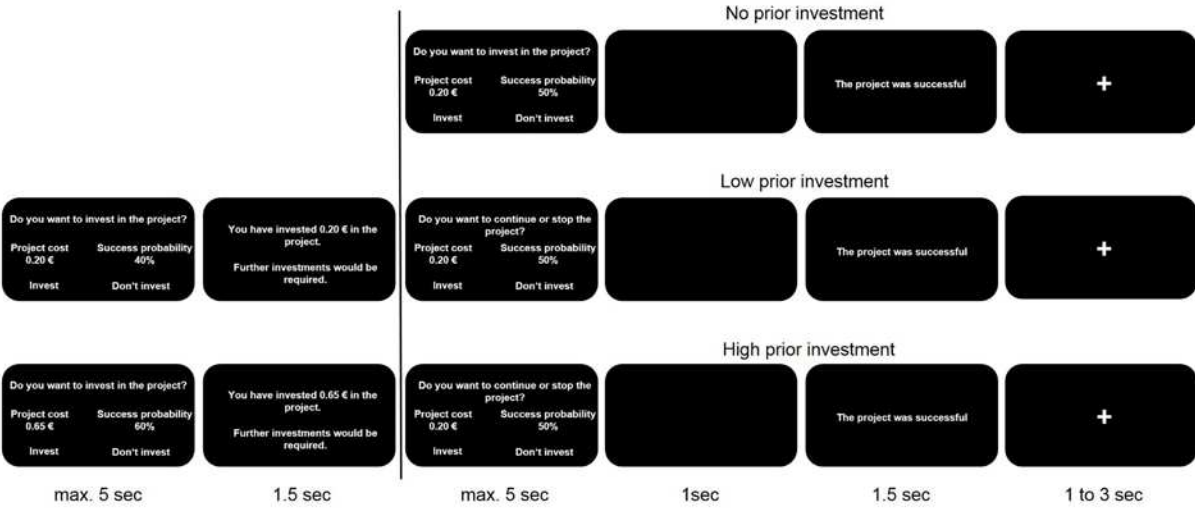 No prior investment
Do you want to invest in the project?
Project cost Success probability
0.20 € 50%
Invest Don't invest
The project was successful
+
Low prior investment
Do you want to invest in the project?
Project cost Success probability
0.20 € 40%
Invest Don't invest
You have invested 0.20 € in the
project.
Further investments would be
required.
Do you want to continue or stop the
project?
Project cost Success probability
0.20 € 50%
Invest Don't invest
The project was successful
+
High prior investment
Do you want to invest in the project?
Project cost Success probability
0.65 € 60%
Invest Don't invest
You have invested 0.65 € in the
project.
Further investments would be
required.
Do you want to continue or stop the
project?
Project cost Success probability
0.20 € 50%
Invest Don't invest
The project was successful
+
max. 5 sec 1.5 sec max. 5 sec 1sec 1.5 sec 1 to 3 sec